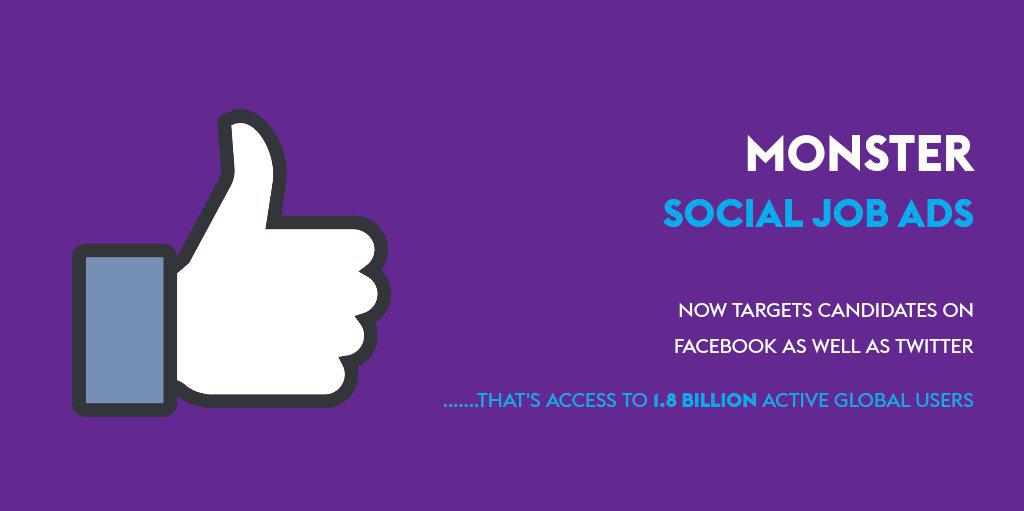 MONSTER
SOCIAL JOB ADS
NOW TARGETS CANDIDATES ON
FACEBOOK AS WELL AS TWITTER
.......THAT'S ACCESS TO 1.8 BILLION ACTIVE GLOBAL USERS